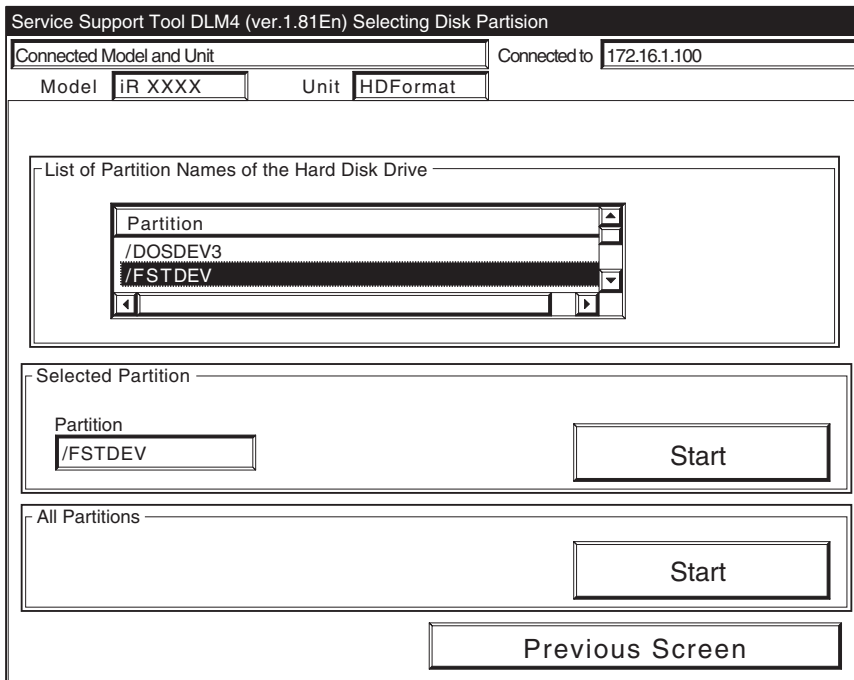 Service Support Tool DLM4 (ver.1.81En) Selecting Disk Partision
Connected Model and Unit
Connected to 172.16.1.100
Model iR XXXX Unit HDFormat
List of Partition Names of the Hard Disk Drive
Partition
/DOSDEV3
/FSTDEV
Selected Partition
Partition
/FSTDEV
Start
All Partitions
Start
Previous Screen